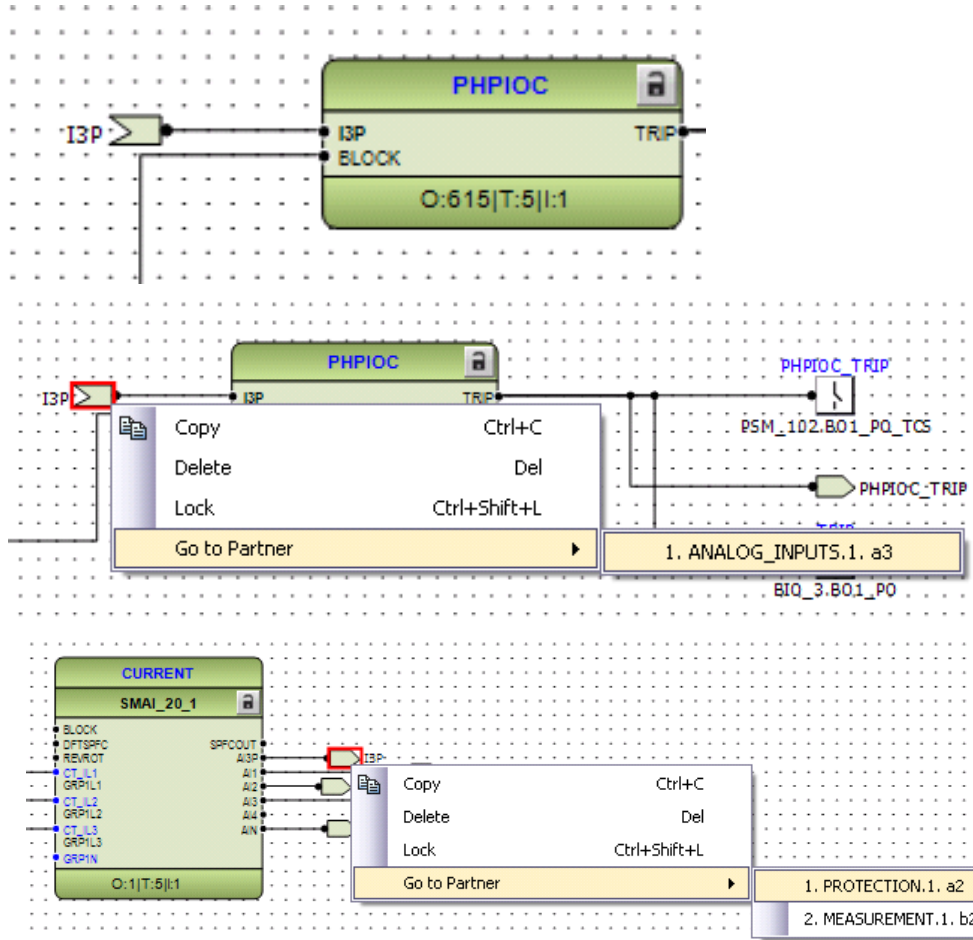 PHPIOC
I3P
I3P TRIP
BLOCK
O:615|T:5|I:1
PHPIOC
PHPIOC_TRIP
I3P
I3P TRIP
PSM_102.BO1_PO_TCS
Copy Ctrl+C
Delete Del
Lock Ctrl+Shift+L
Go to Partner
1. ANALOG_INPUTS.1. a3
PHPIOC_TRIP
TRIP
BIO_3.BO1_PO
CURRENT
SMAI_20_1
BLOCK
DFTSPFC SPFCOUT
REVROT AI3P
CT_IL1 AI1
GRP1L1 AI2
CT_IL2 AI3
GRP1L2 AI4
CT_IL3 AIN
GRP1L3
GRP1N
O:1|T:5|I:1
I3P
Copy Ctrl+C
Delete Del
Lock Ctrl+Shift+L
Go to Partner
1. PROTECTION.1. a2
2. MEASUREMENT.1. b2